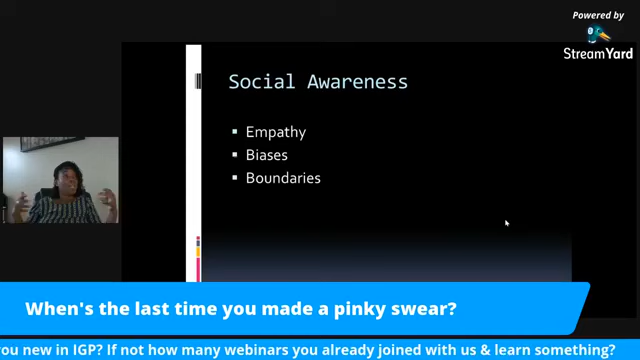 Powered by
StreamYard
Social Awareness
Empathy
Biases
Boundaries
When's the last time you made a pinky swear?
you new in IGP? If not how many webinars you already joined with us & learn something?